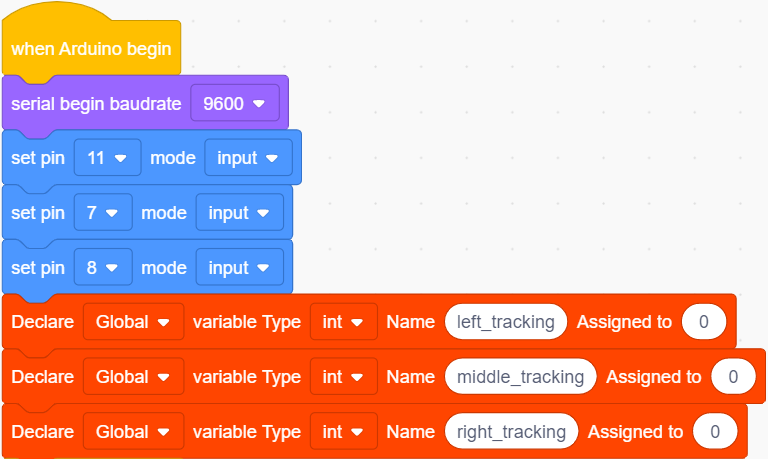 when Arduino begin
serial begin baudrate 9600
set pin 11 mode input
set pin 7 mode input
set pin 8 mode input
Declare Global variable Type int Name left_tracking Assigned to 0
Declare Global variable Type int Name middle_tracking Assigned to 0
Declare Global variable Type int Name right_tracking Assigned to 0